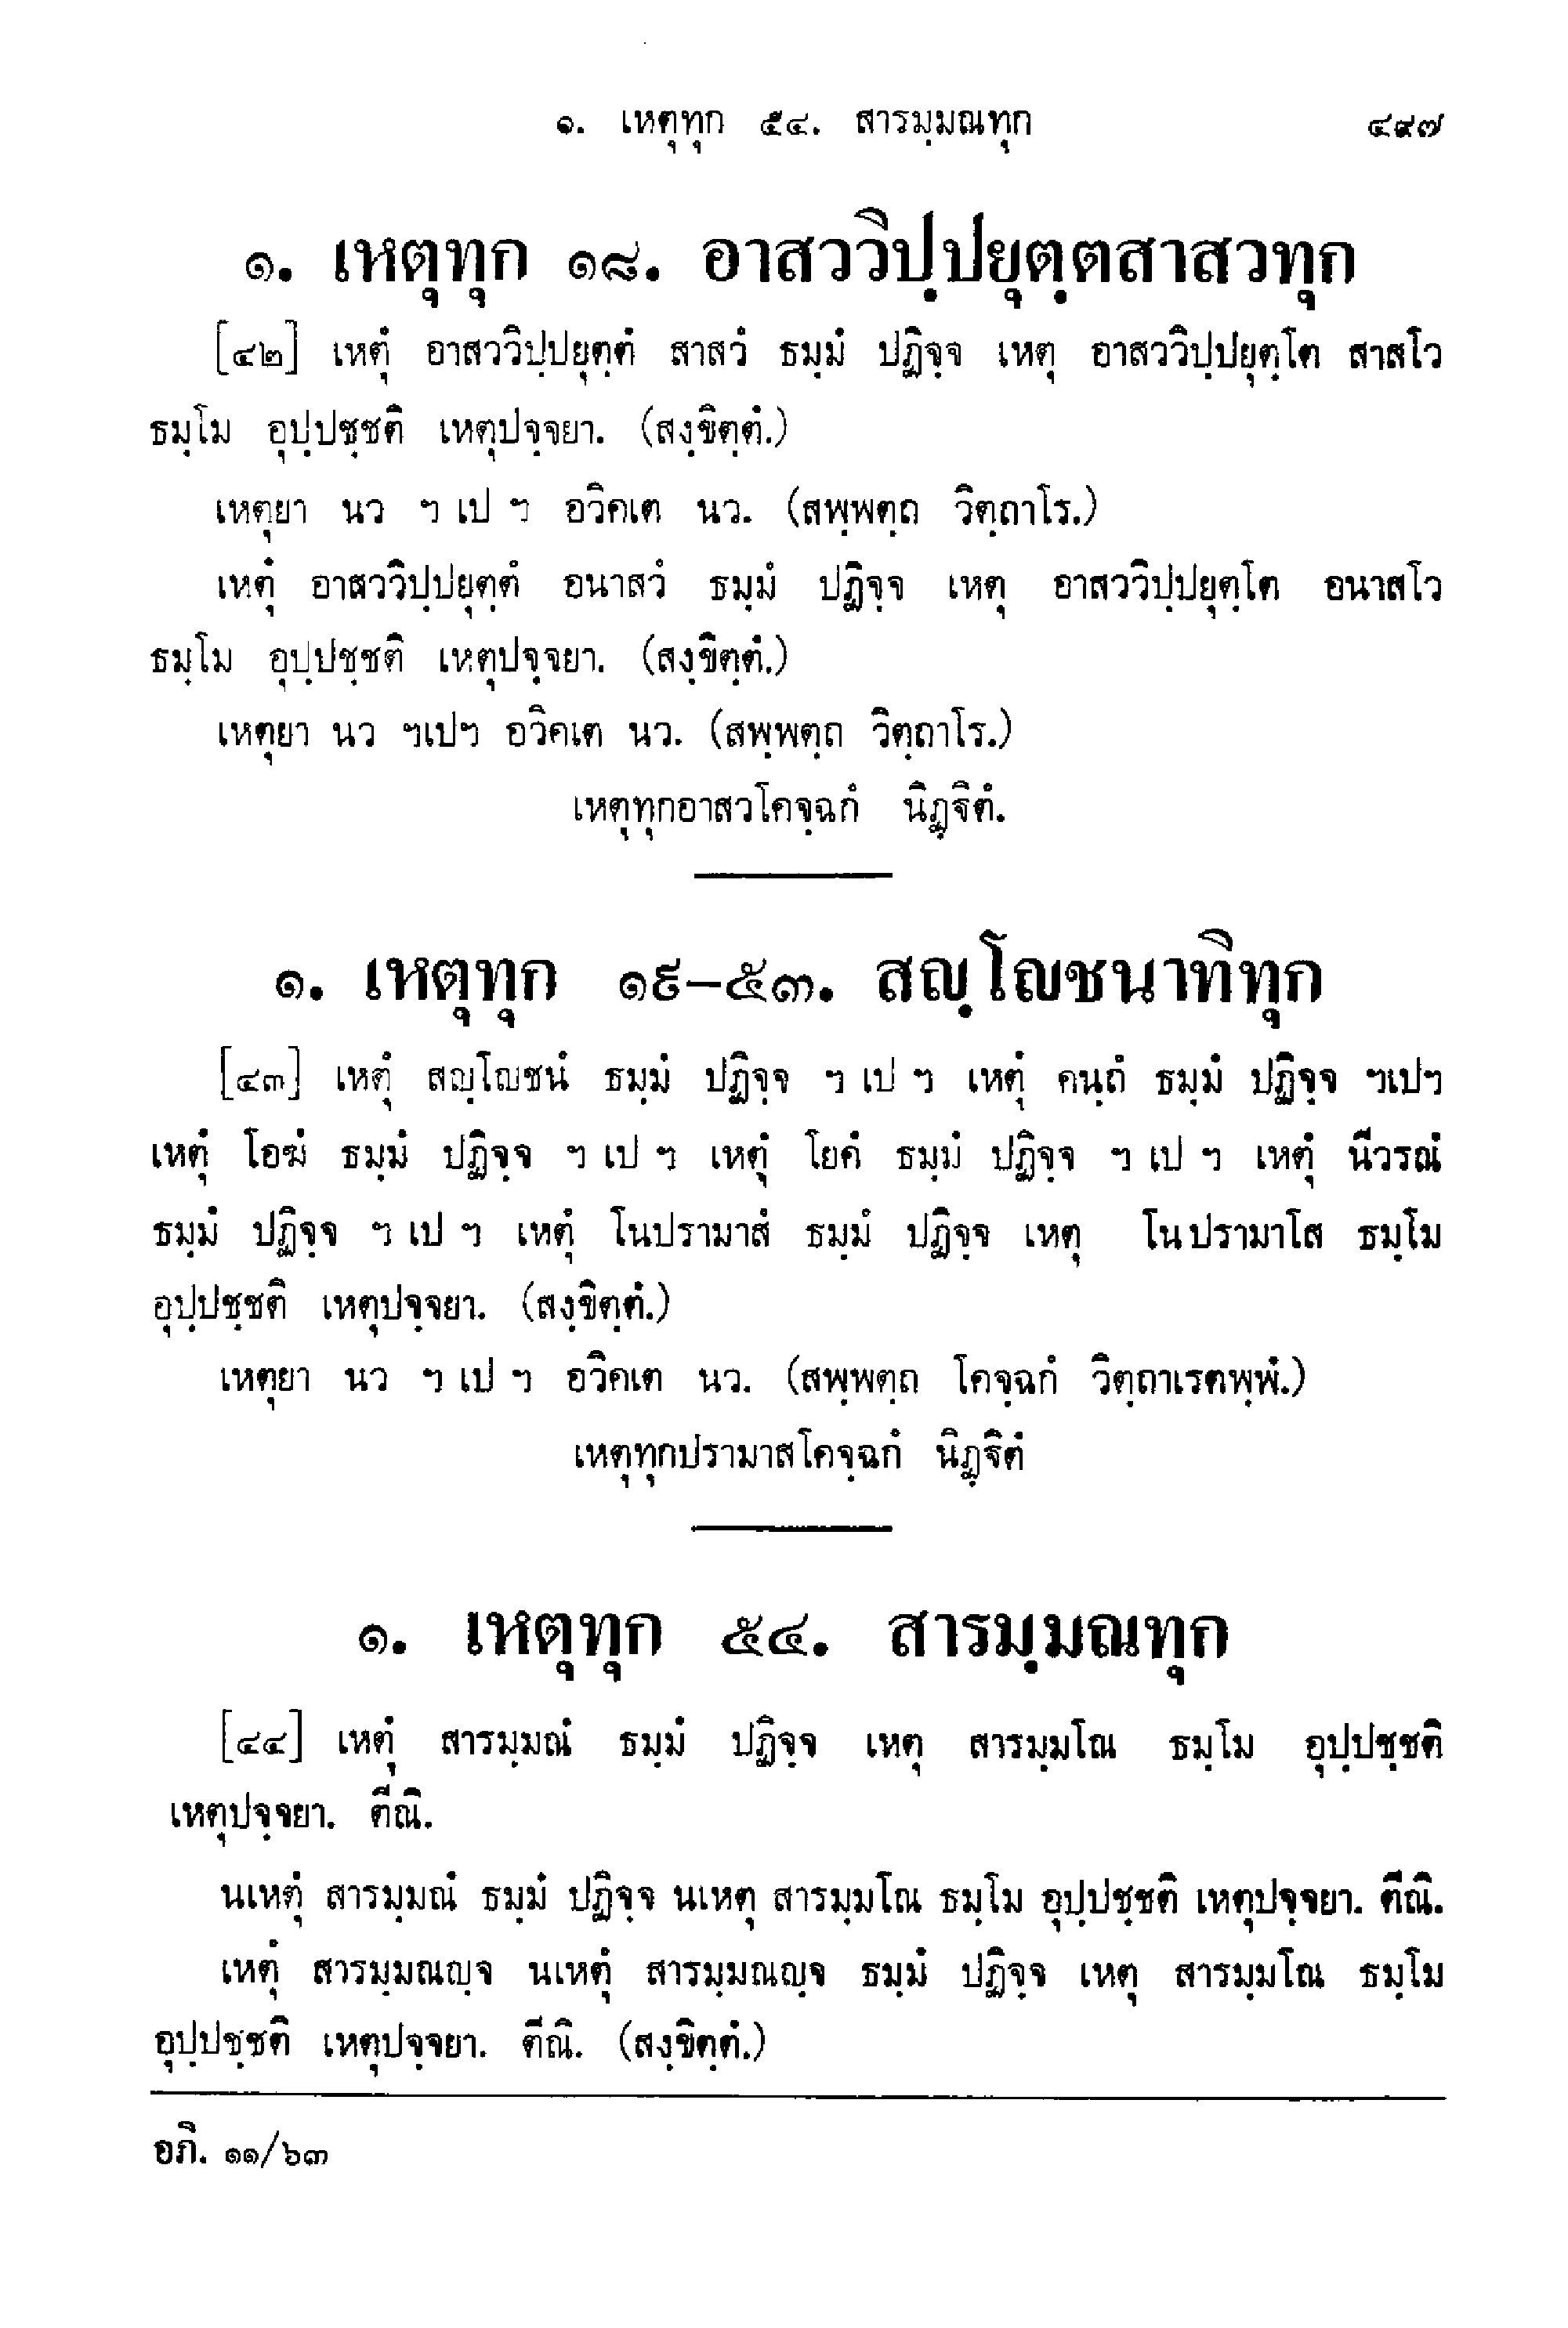 ๑. เหตุทุก ๕๔. สารมฺมณทุก ๔๙๗
๑. เหตุทุก ๑๘. อาสววิปฺปยุตฺตสาสวทุก
[๔๒] เหตุํ อาสววิปฺปยุตฺตํ สาสวํ ธมฺมํ ปฏิจฺจ เหตุ อาสววิปฺปยุตฺโต สาสโว
ธมฺโม อุปฺปชฺชติ เหตุปจฺจยา. (สงฺขิตฺตํ.)
เหตุยา นว ฯ เป ฯ อวิคเต นว. (สพฺพตฺถ วิตฺถาโร.)
เหตุํ อาสววิปฺปยุตฺตํ อนาสวํ ธมฺมํ ปฏิจฺจ เหตุ อาสววิปฺปยุตฺโต อนาสโว
ธมฺโม อุปฺปชฺชติ เหตุปจฺจยา. (สงฺขิตฺตํ.)
เหตุยา นว ฯเปฯ อวิคเต นว. (สพฺพตฺถ วิตฺถาโร.)
เหตุทุกอาสวโคจฺฉกํ นิฏฺฐิตํ.
๑. เหตุทุก ๑๙-๕๓. สญฺโญชนาทิทุก
[๔๓] เหตุํ สญฺโญชนํ ธมฺมํ ปฏิจฺจ ฯ เป ฯ เหตุํ คนฺถํ ธมฺมํ ปฏิจฺจ ฯเปฯ
เหตุํ โอฆํ ธมฺมํ ปฏิจฺจ ฯ เป ฯ เหตุํ โยคํ ธมฺมํ ปฏิจฺจ ฯ เป ฯ เหตุํ นีวรณํ
ธมฺมํ ปฏิจฺจ ฯ เป ฯ เหตุํ โนปรามาสํ ธมฺมํ ปฏิจฺจ เหตุ โนปรามาโส ธมฺโม
อุปฺปชฺชติ เหตุปจฺจยา. (สงฺขิตฺตํ.)
เหตุยา นว ฯ เป ฯ อวิคเต นว. (สพฺพตฺถ โคจฺฉกํ วิตฺถาเรตพฺพํ.)
เหตุทุกปรามาสโคจฺฉกํ นิฏฺฐิตํ
๑. เหตุทุก ๕๔. สารมฺมณทุก
[๔๔] เหตุํ สารมฺมณํ ธมฺมํ ปฏิจฺจ เหตุ สารมฺมโณ ธมฺโม อุปฺปชฺชติ
เหตุปจฺจยา. ตีณิ.
นเหตุํ สารมฺมณํ ธมฺมํ ปฏิจฺจ นเหตุ สารมฺมโณ ธมฺโม อุปฺปชฺชติ เหตุปจฺจยา. ตีณิ.
เหตุํ สารมฺมณญฺจ นเหตุํ สารมฺมณญฺจ ธมฺมํ ปฏิจฺจ เหตุ สารมฺมโณ ธมฺโม
อุปฺปชฺชติ เหตุปจฺจยา. ตีณิ. (สงฺขิตฺตํ.)
อภิ. ๑๑/๖๓